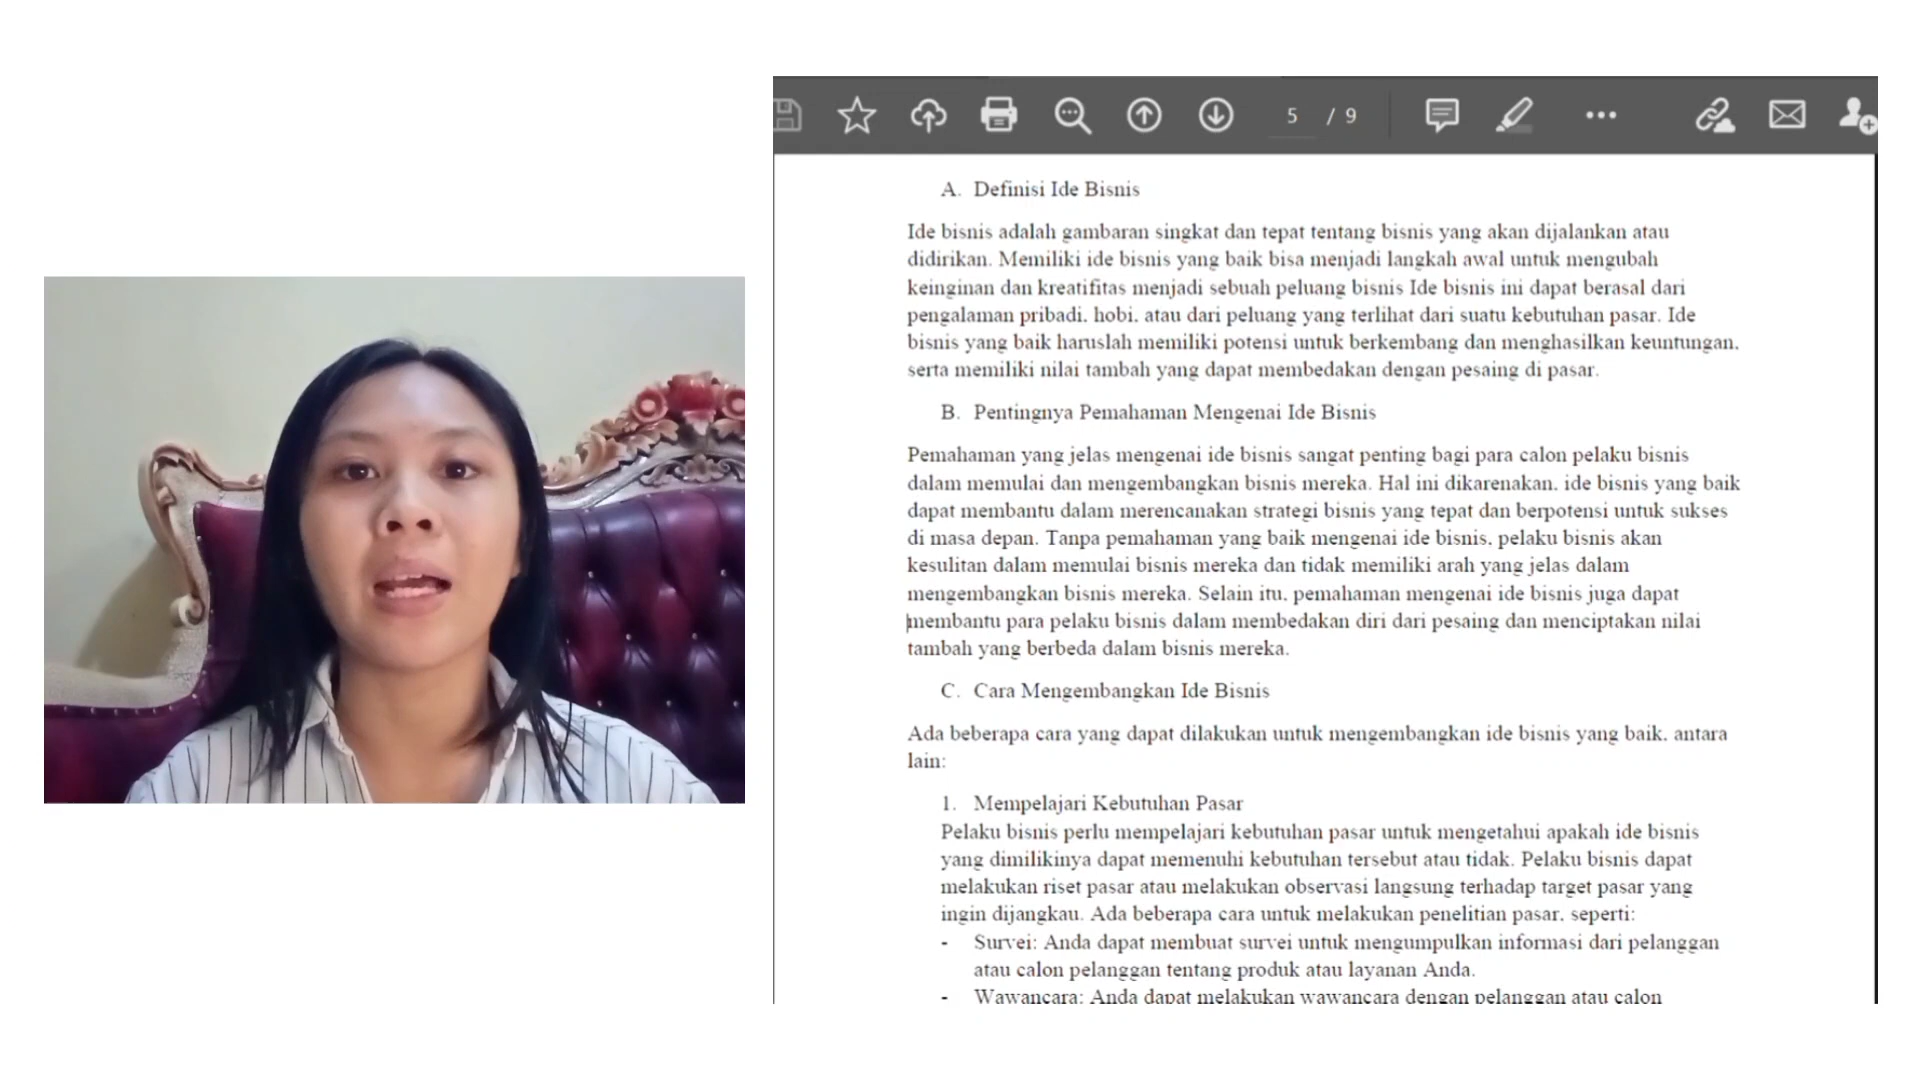 5 / 9
A. Definisi Ide Bisnis
Ide bisnis adalah gambaran singkat dan tepat tentang bisnis yang akan dijalankan atau
didirikan. Memiliki ide bisnis yang baik bisa menjadi langkah awal untuk mengubah
keinginan dan kreatifitas menjadi sebuah peluang bisnis Ide bisnis ini dapat berasal dari
pengalaman pribadi, hobi, atau dari peluang yang terlihat dari suatu kebutuhan pasar. Ide
bisnis yang baik haruslah memiliki potensi untuk berkembang dan menghasilkan keuntungan,
serta memiliki nilai tambah yang dapat membedakan dengan pesaing di pasar.
B. Pentingnya Pemahaman Mengenai Ide Bisnis
Pemahaman yang jelas mengenai ide bisnis sangat penting bagi para calon pelaku bisnis
dalam memulai dan mengembangkan bisnis mereka. Hal ini dikarenakan, ide bisnis yang baik
dapat membantu dalam merencanakan strategi bisnis yang tepat dan berpotensi untuk sukses
di masa depan. Tanpa pemahaman yang baik mengenai ide bisnis, pelaku bisnis akan
kesulitan dalam memulai bisnis mereka dan tidak memiliki arah yang jelas dalam
mengembangkan bisnis mereka. Selain itu, pemahaman mengenai ide bisnis juga dapat
membantu para pelaku bisnis dalam membedakan diri dari pesaing dan menciptakan nilai
tambah yang berbeda dalam bisnis mereka.
C. Cara Mengembangkan Ide Bisnis
Ada beberapa cara yang dapat dilakukan untuk mengembangkan ide bisnis yang baik, antara
lain:
1. Mempelajari Kebutuhan Pasar
Pelaku bisnis perlu mempelajari kebutuhan pasar untuk mengetahui apakah ide bisnis
yang dimilikinya dapat memenuhi kebutuhan tersebut atau tidak. Pelaku bisnis dapat
melakukan riset pasar atau melakukan observasi langsung terhadap target pasar yang
ingin dijangkau. Ada beberapa cara untuk melakukan penelitian pasar, seperti:
- Survei: Anda dapat membuat survei untuk mengumpulkan informasi dari pelanggan
atau calon pelanggan tentang produk atau layanan Anda.
- Wawancara: Anda dapat melakukan wawancara dengan pelanggan atau calon